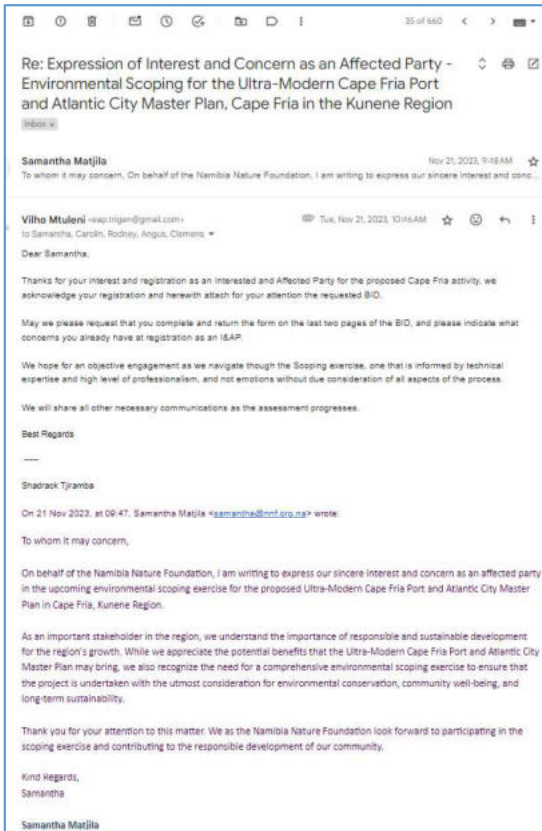 35 of 660
Re: Expression of Interest and Concern as an Affected Party -
Environmental Scoping for the Ultra-Modern Cape Fria Port
and Atlantic City Master Plan, Cape Fria in the Kunene Region
Inbox x
Samantha Matjila Nov 21, 2023, 9:48 AM
To whom it may concern, On behalf of the Namibia Nature Foundation, I am writing to express our sincere interest and conc...
Vilho Mtuleni <eap.trigen@gmail.com> Tue, Nov 21, 2023, 10:46 AM
to Samantha, Carolin, Rodney, Angus, Clemens
Dear Samantha,
Thanks for your interest and registration as an Interested and Affected Party for the proposed Cape Fria activity, we
acknowledge your registration and herewith attach for your attention the requested BID.
May we please request that you complete and return the form on the last two pages of the BID, and please indicate what
concerns you already have at registration as an I&AP.
We hope for an objective engagement as we navigate though the Scoping exercise, one that is informed by technical
expertise and high level of professionalism, and not emotions without due consideration of all aspects of the process.
We will share all other necessary communications as the assessment progresses.
Best Regards
-----
Shadrack Tjiramba
On 21 Nov 2023, at 09:47, Samantha Matjila <samantha@nnf.org.na> wrote:
To whom it may concern,
On behalf of the Namibia Nature Foundation, I am writing to express our sincere interest and concern as an affected party
in the upcoming environmental scoping exercise for the proposed Ultra-Modern Cape Fria Port and Atlantic City Master
Plan in Cape Fria, Kunene Region.
As an important stakeholder in the region, we understand the importance of responsible and sustainable development
for the region's growth. While we appreciate the potential benefits that the Ultra-Modern Cape Fria Port and Atlantic City
Master Plan may bring, we also recognize the need for a comprehensive environmental scoping exercise to ensure that
the project is undertaken with the utmost consideration for environmental conservation, community well-being, and
long-term sustainability.
Thank you for your attention to this matter. We as the Namibia Nature Foundation look forward to participating in the
scoping exercise and contributing to the responsible development of our community.
Kind Regards,
Samantha
Samantha Matjila